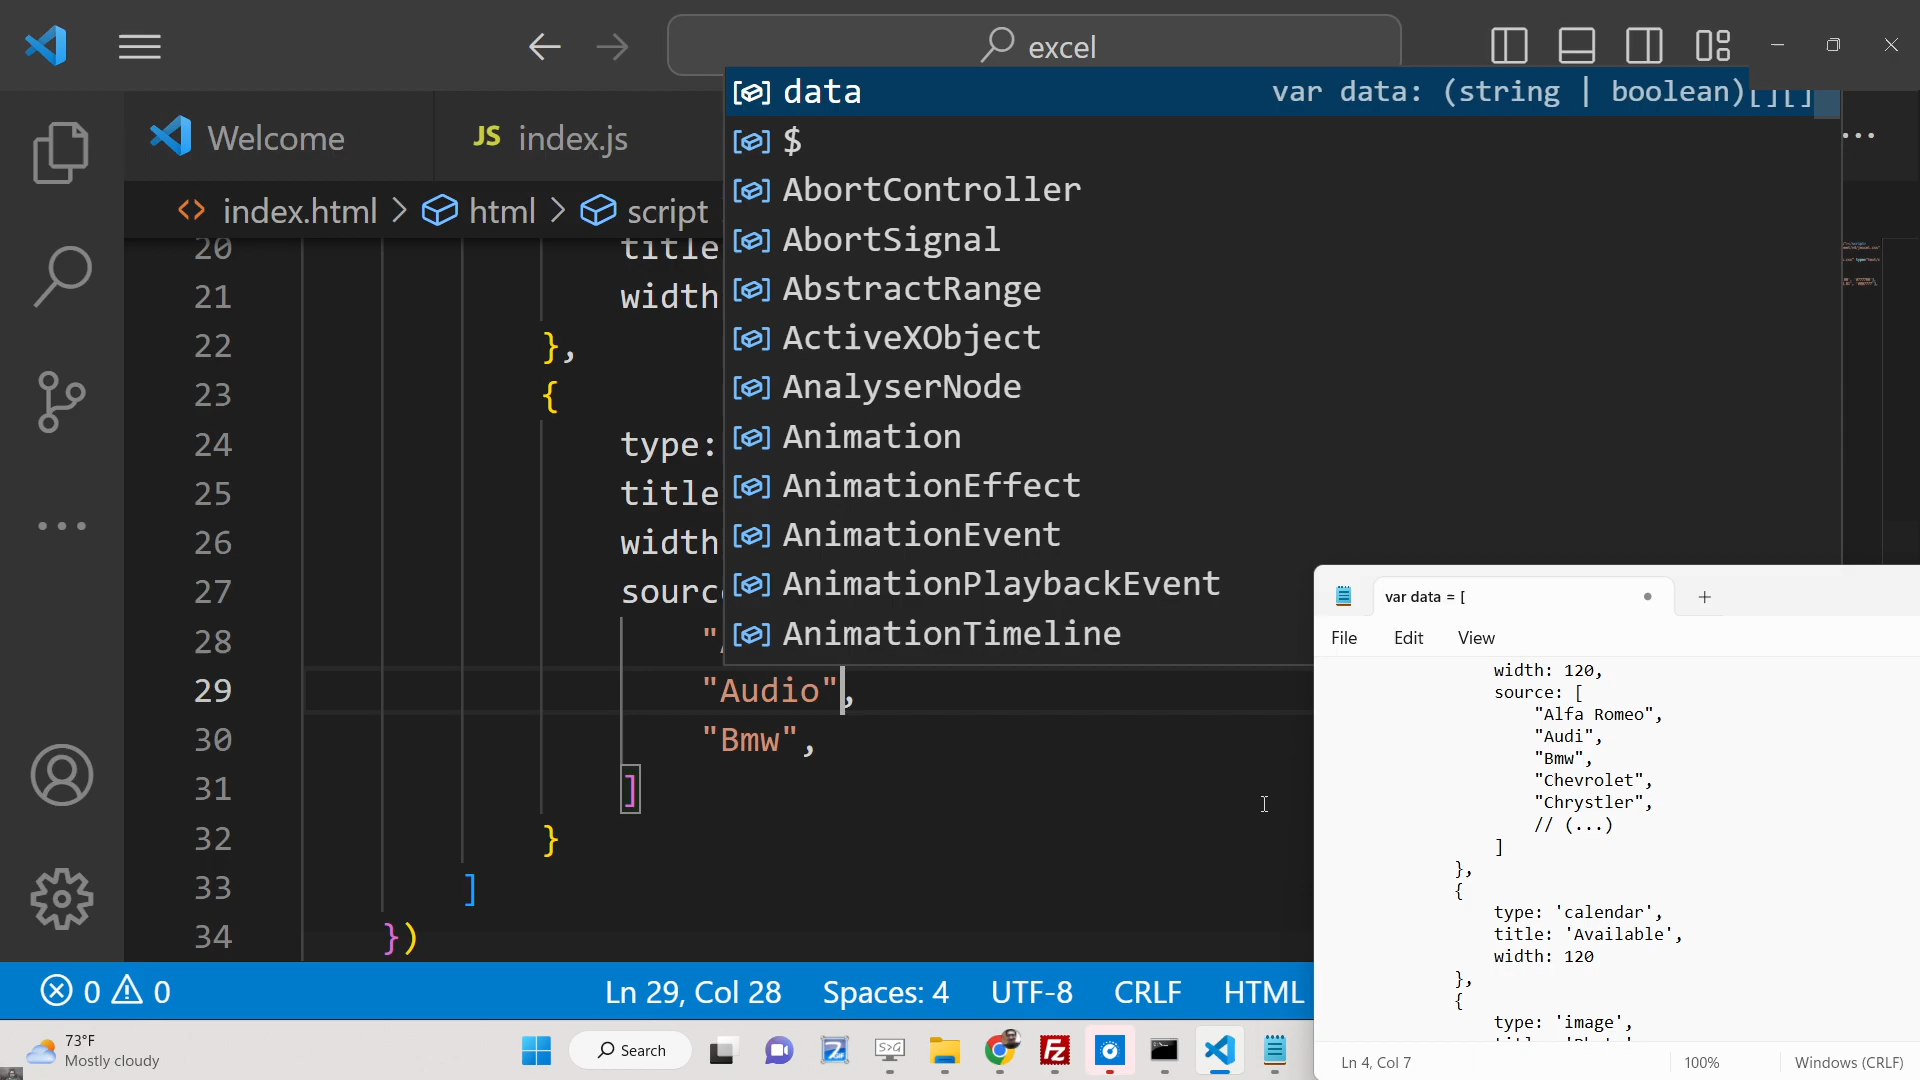 excel
Welcome
JS index.js
index.html > html > script
data var data: (string | boolean)[][]
$
AbortController
AbortSignal
AbstractRange
ActiveXObject
AnalyserNode
Animation
AnimationEffect
AnimationEvent
AnimationPlaybackEvent
AnimationTimeline
20 title
21 width
22 },
23 {
24 type:
25 title
26 width
27 sourc
28 "
29 "Audio",
30 "Bmw",
31 ]
32 }
33 ]
34 })
0 0 Ln 29, Col 28 Spaces: 4 UTF-8 CRLF HTML
var data = [
File Edit View
width: 120,
source: [
"Alfa Romeo",
"Audi",
"Bmw",
"Chevrolet",
"Chrystler",
// (...)
]
},
{
type: 'calendar',
title: 'Available',
width: 120
},
{
type: 'image',
Ln 4, Col 7 100% Windows (CRLF)
73°F
Mostly cloudy
Search